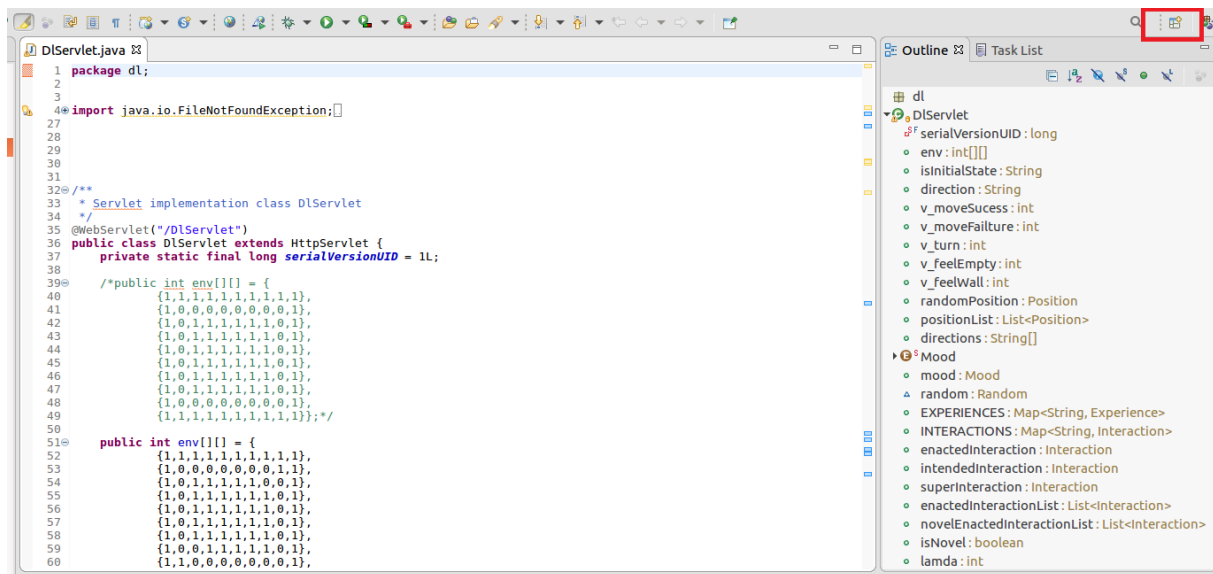 DlServlet.java
1 package dl;
2
3
4 import java.io.FileNotFoundException;
27
28
29
30
31
32 /**
33 * Servlet implementation class DlServlet
34 */
35 @WebServlet("/DlServlet")
36 public class DlServlet extends HttpServlet {
37 private static final long serialVersionUID = 1L;
38
39 /*public int env[][] = {
40 {1,1,1,1,1,1,1,1,1,1},
41 {1,0,0,0,0,0,0,0,0,1},
42 {1,0,1,1,1,1,1,1,0,1},
43 {1,0,1,1,1,1,1,1,0,1},
44 {1,0,1,1,1,1,1,1,0,1},
45 {1,0,1,1,1,1,1,1,0,1},
46 {1,0,1,1,1,1,1,1,0,1},
47 {1,0,1,1,1,1,1,1,0,1},
48 {1,0,0,0,0,0,0,0,0,1},
49 {1,1,1,1,1,1,1,1,1,1}};*/
50
51 public int env[][] = {
52 {1,1,1,1,1,1,1,1,1,1},
53 {1,0,0,0,0,0,0,0,1,1},
54 {1,0,1,1,1,1,1,0,0,1},
55 {1,0,1,1,1,1,1,1,0,1},
56 {1,0,1,1,1,1,1,1,0,1},
57 {1,0,1,1,1,1,1,1,0,1},
58 {1,0,1,1,1,1,1,1,0,1},
59 {1,0,0,1,1,1,1,1,0,1},
60 {1,1,0,0,0,0,0,0,0,1},
Outline
Task List
dl
DlServlet
serialVersionUID : long
env : int[][]
isInitialState : String
direction : String
v_moveSucess : int
v_moveFailture : int
v_turn : int
v_feelEmpty : int
v_feelWall : int
randomPosition : Position
positionList : List<Position>
directions : String[]
Mood
mood : Mood
random : Random
EXPERIENCES : Map<String, Experience>
INTERACTIONS : Map<String, Interaction>
enactedInteraction : Interaction
intendedInteraction : Interaction
superInteraction : Interaction
enactedInteractionList : List<Interaction>
novelEnactedInteractionList : List<Interaction>
isNovel : boolean
lamda : int